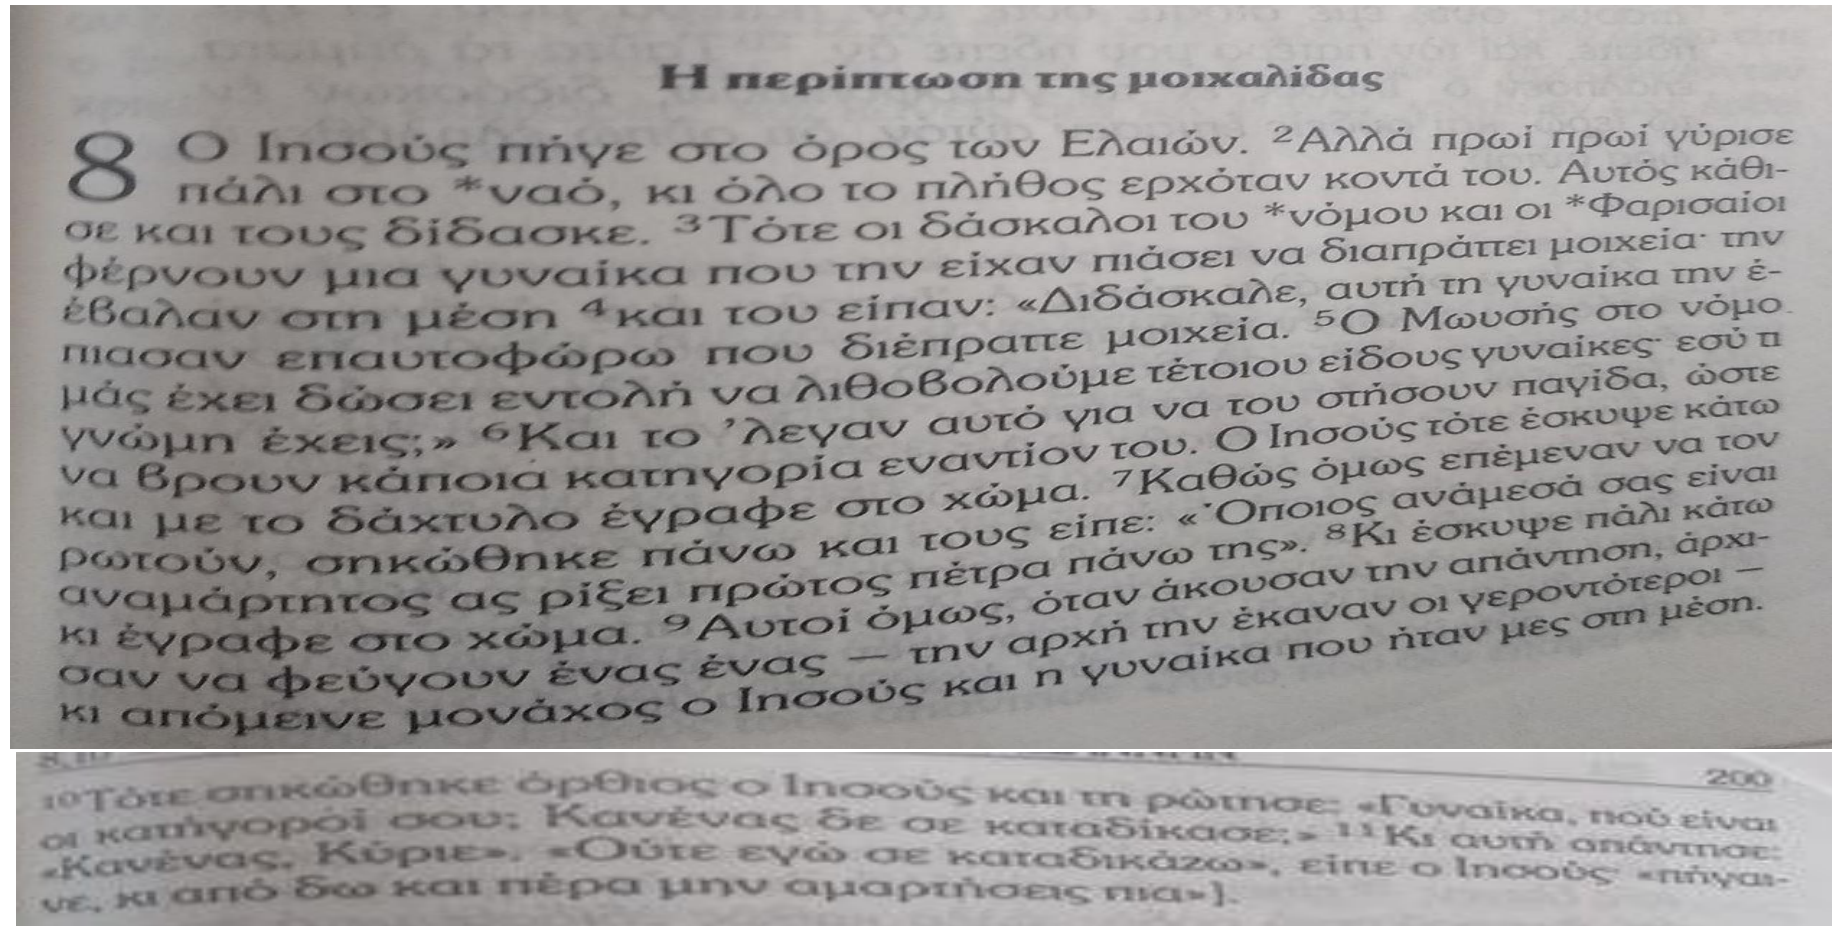 Η περίπτωση της μοιχαλίδας
8 Ο Ιησούς πήγε στο όρος των Ελαιών. ²Αλλά πρωί πρωί γύρισε
πάλι στο *ναό, κι όλο το πλήθος ερχόταν κοντά του. Αυτός κάθι-
σε και τους δίδασκε. ³Τότε οι δάσκαλοι του *νόμου και οι *Φαρισαίοι
φέρνουν μια γυναίκα που την είχαν πιάσει να διαπράττει μοιχεία· την
έβαλαν στη μέση ⁴και του είπαν: «Διδάσκαλε, αυτή τη γυναίκα την έ-
πιασαν επαυτοφώρω που διέπραττε μοιχεία. ⁵Ο Μωυσής στο νόμο
μάς έχει δώσει εντολή να λιθοβολούμε τέτοιου είδους γυναίκες· εσύ τι
γνώμη έχεις;» ⁶Και το ’λεγαν αυτό για να του στήσουν παγίδα, ώστε
να βρουν κάποια κατηγορία εναντίον του. Ο Ιησούς τότε έσκυψε κάτω
και με το δάχτυλο έγραφε στο χώμα. ⁷Καθώς όμως επέμεναν να τον
ρωτούν, σηκώθηκε πάνω και τους είπε: «Όποιος ανάμεσά σας είναι
αναμάρτητος ας ρίξει πρώτος πέτρα πάνω της». ⁸Κι έσκυψε πάλι κάτω
κι έγραφε στο χώμα. ⁹Αυτοί όμως, όταν άκουσαν την απάντηση, άρχι-
σαν να φεύγουν ένας ένας – την αρχή την έκαναν οι γεροντότεροι –
κι απόμεινε μονάχος ο Ιησούς και η γυναίκα που ήταν μες στη μέση.
200
¹⁰Τότε σηκώθηκε όρθιος ο Ιησούς και τη ρώτησε: «Γυναίκα, πού είναι
οι κατήγοροί σου; Κανένας δε σε καταδίκασε;» ¹¹Κι αυτή απάντησε:
«Κανένας, Κύριε». «Ούτε εγώ σε καταδικάζω», είπε ο Ιησούς· «πήγαι-
νε, κι από δω και πέρα μην αμαρτήσεις πια»].